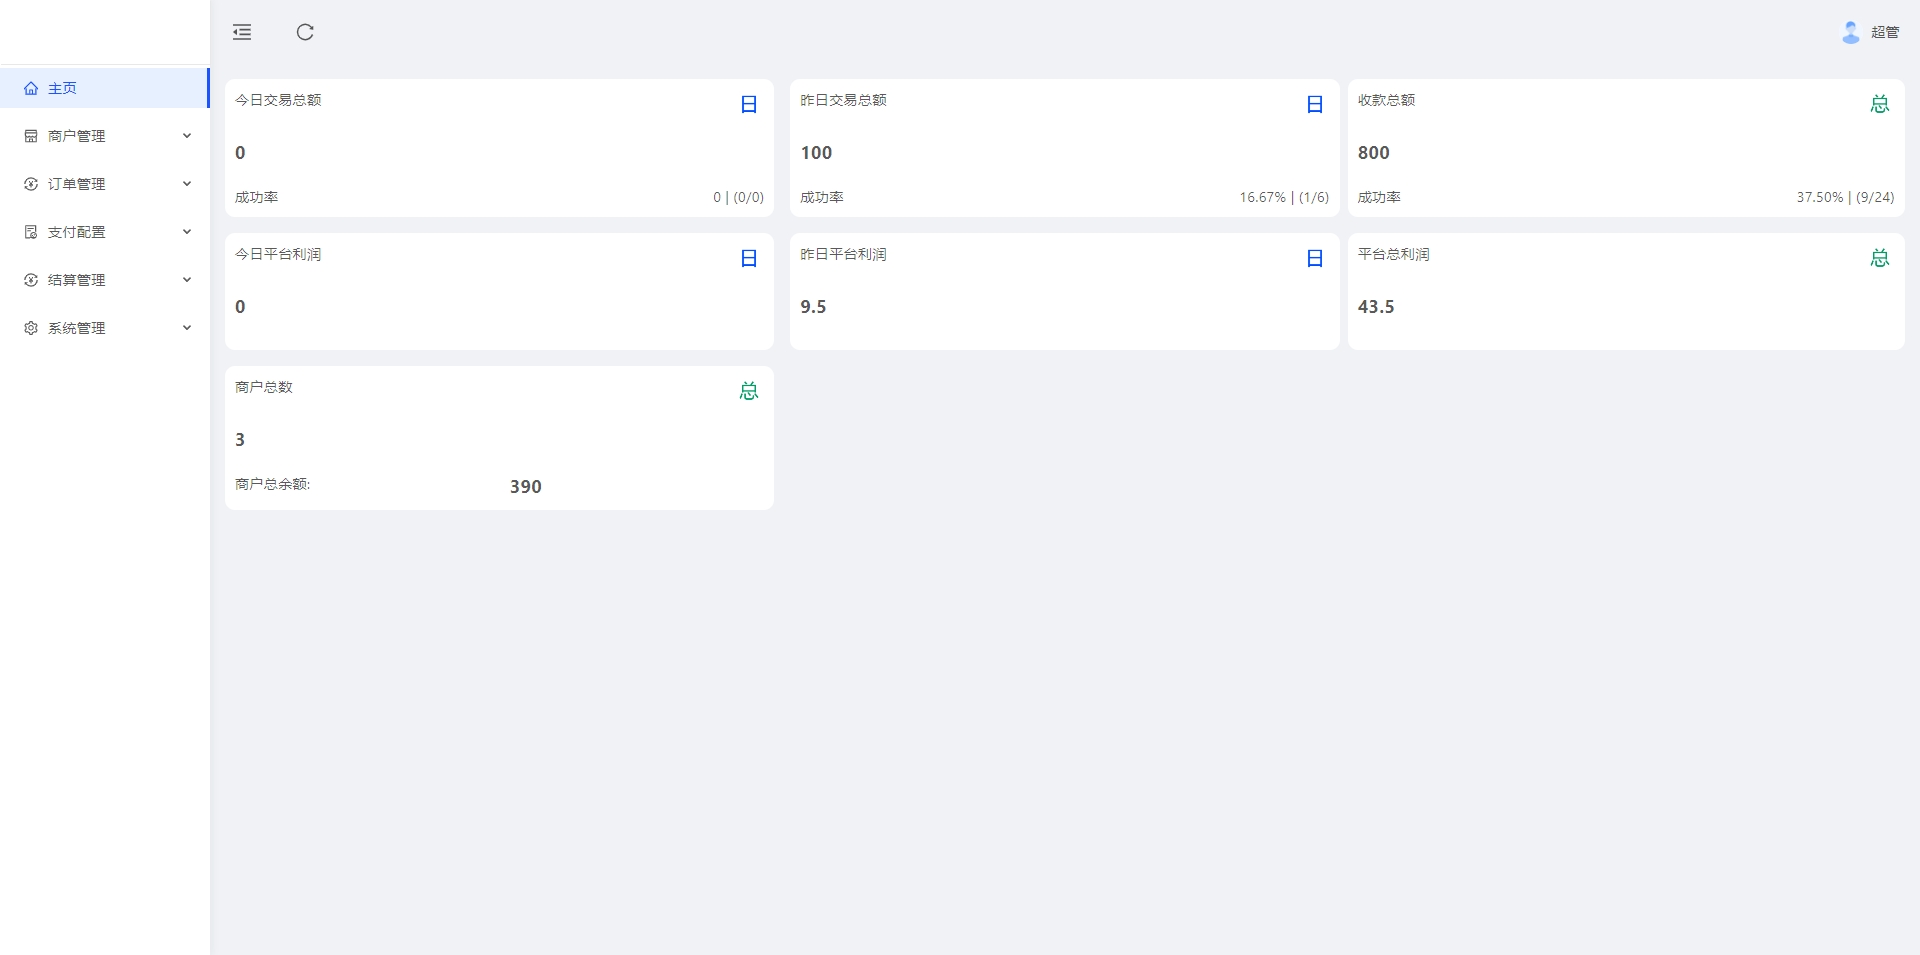 超管
主页
商户管理
订单管理
支付配置
结算管理
系统管理
今日交易总额 日
0
成功率 0 | (0/0)
昨日交易总额 日
100
成功率 16.67% | (1/6)
收款总额 总
800
成功率 37.50% | (9/24)
今日平台利润 日
0
昨日平台利润 日
9.5
平台总利润 总
43.5
商户总数 总
3
商户总余额: 390